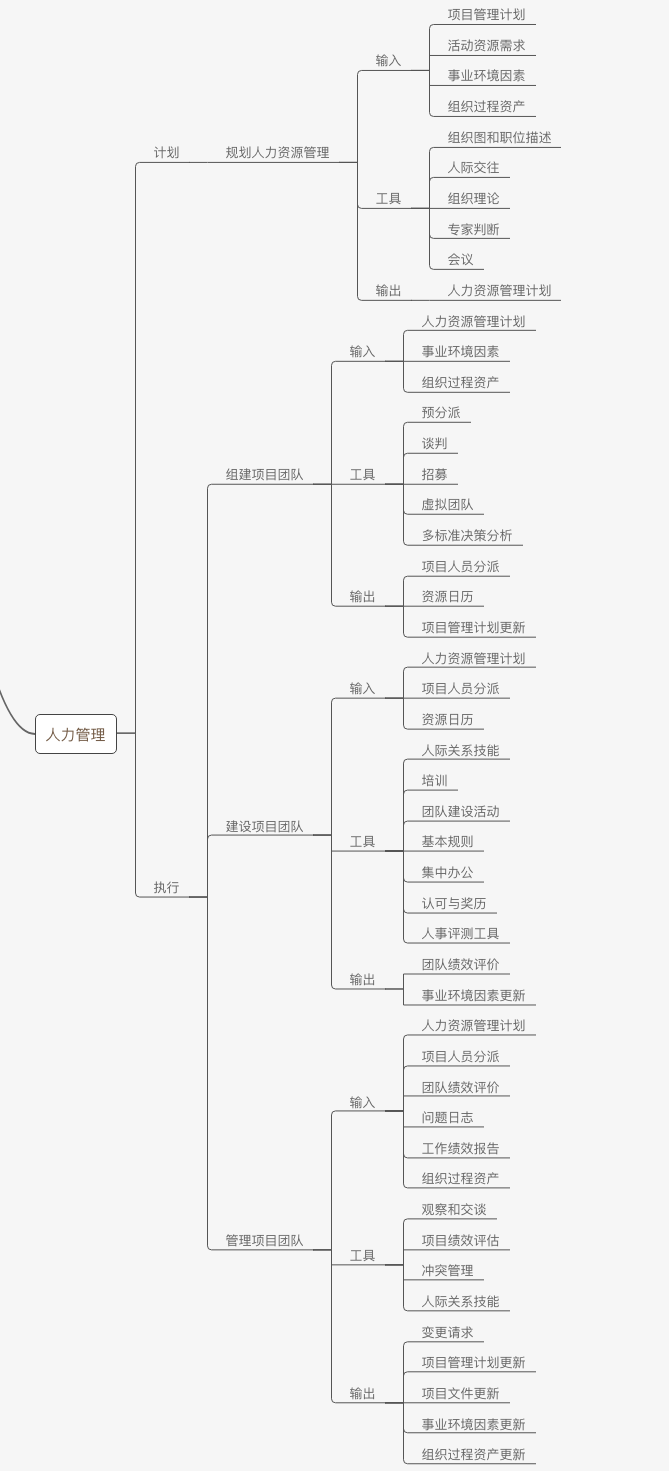 人力管理
计划
规划人力资源管理
输入
项目管理计划
活动资源需求
事业环境因素
组织过程资产
工具
组织图和职位描述
人际交往
组织理论
专家判断
会议
输出
人力资源管理计划
执行
组建项目团队
输入
人力资源管理计划
事业环境因素
组织过程资产
工具
预分派
谈判
招募
虚拟团队
多标准决策分析
输出
项目人员分派
资源日历
项目管理计划更新
建设项目团队
输入
人力资源管理计划
项目人员分派
资源日历
工具
人际关系技能
培训
团队建设活动
基本规则
集中办公
认可与奖历
人事评测工具
输出
团队绩效评价
事业环境因素更新
管理项目团队
输入
人力资源管理计划
项目人员分派
团队绩效评价
问题日志
工作绩效报告
组织过程资产
工具
观察和交谈
项目绩效评估
冲突管理
人际关系技能
输出
变更请求
项目管理计划更新
项目文件更新
事业环境因素更新
组织过程资产更新